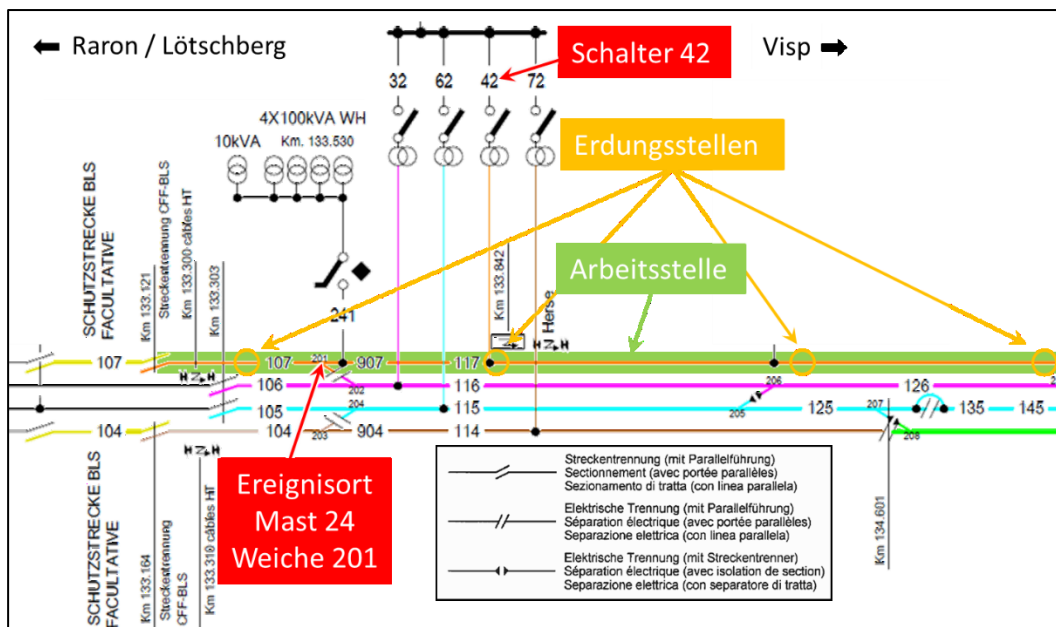 Raron / Lötschberg
Visp
Schalter 42
32
62
42
72
4X100kVA WH
10kVA
Km. 133.530
Erdungsstellen
Arbeitsstelle
SCHUTZSTRECKE BLS
FACULTATIVE
Km 133.121
Streckentrennung CFF-BLS
Km 133.300 câbles HT
Km 133.303
241
Km 133.842
Hersle
H N H
107
107
201
907
117
106
202
116
206
126
105
204
115
205
125
207
135
145
104
104
203
904
114
208
H N H
H N H
Ereignisort
Mast 24
Weiche 201
SCHUTZSTRECKE BLS
FACULTATIVE
Km 133.164
Streckentrennung
CFF-BLS
Km 133.310 câbles HT
Km 134.601
Streckentrennung (mit Parallelführung)
Sectionnement (avec portée parallèles)
Sezionamento di tratta (con linea parallela)
Elektrische Trennung (mit Parallelführung)
Séparation électrique (avec portée parallèles)
Separazione elettrica (con linea parallela)
Elektrische Trennung (mit Streckentrenner)
Séparation électrique (avec isolation de section)
Separazione elettrica (con separatore di tratta)